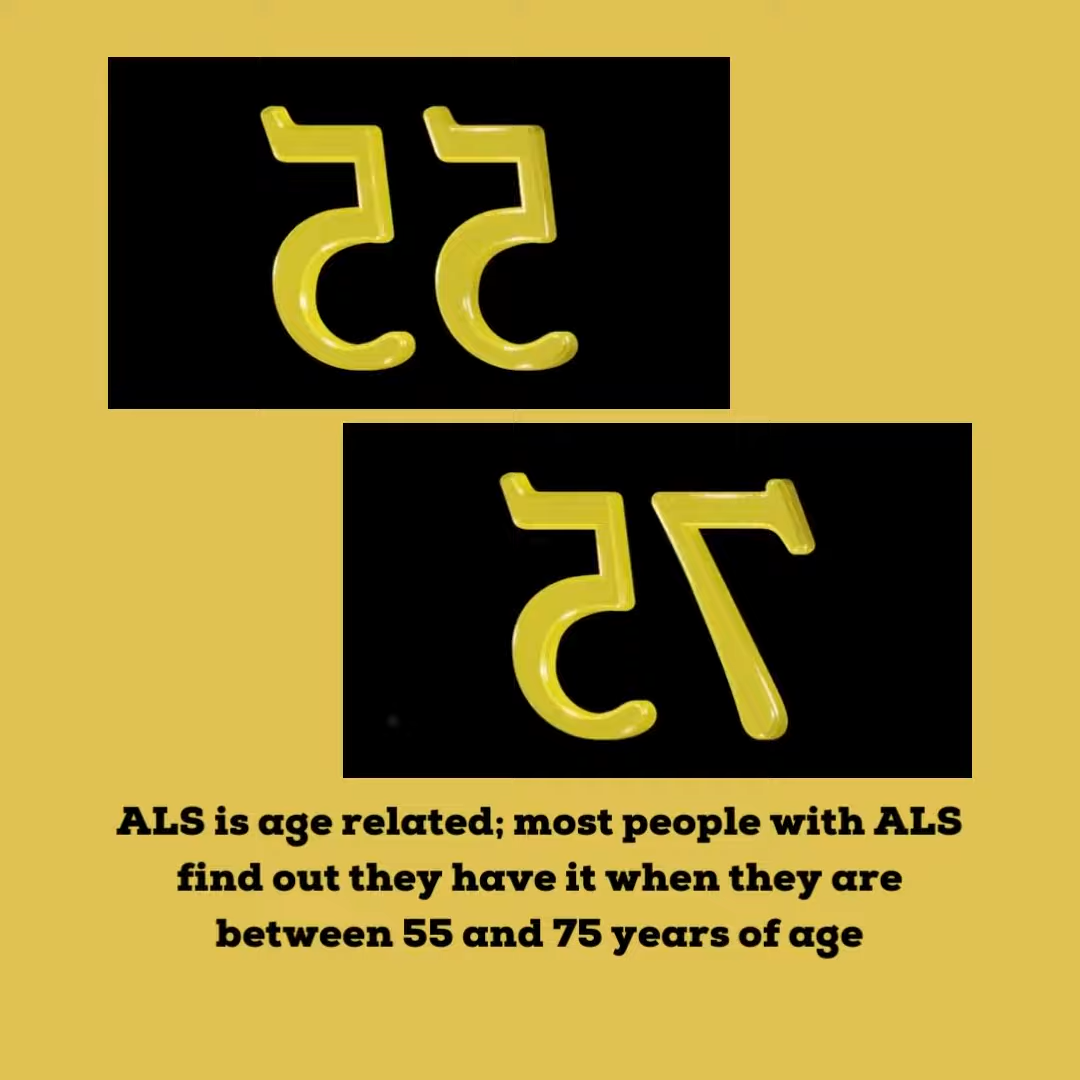 55
75
ALS is age related; most people with ALS
find out they have it when they are
between 55 and 75 years of age